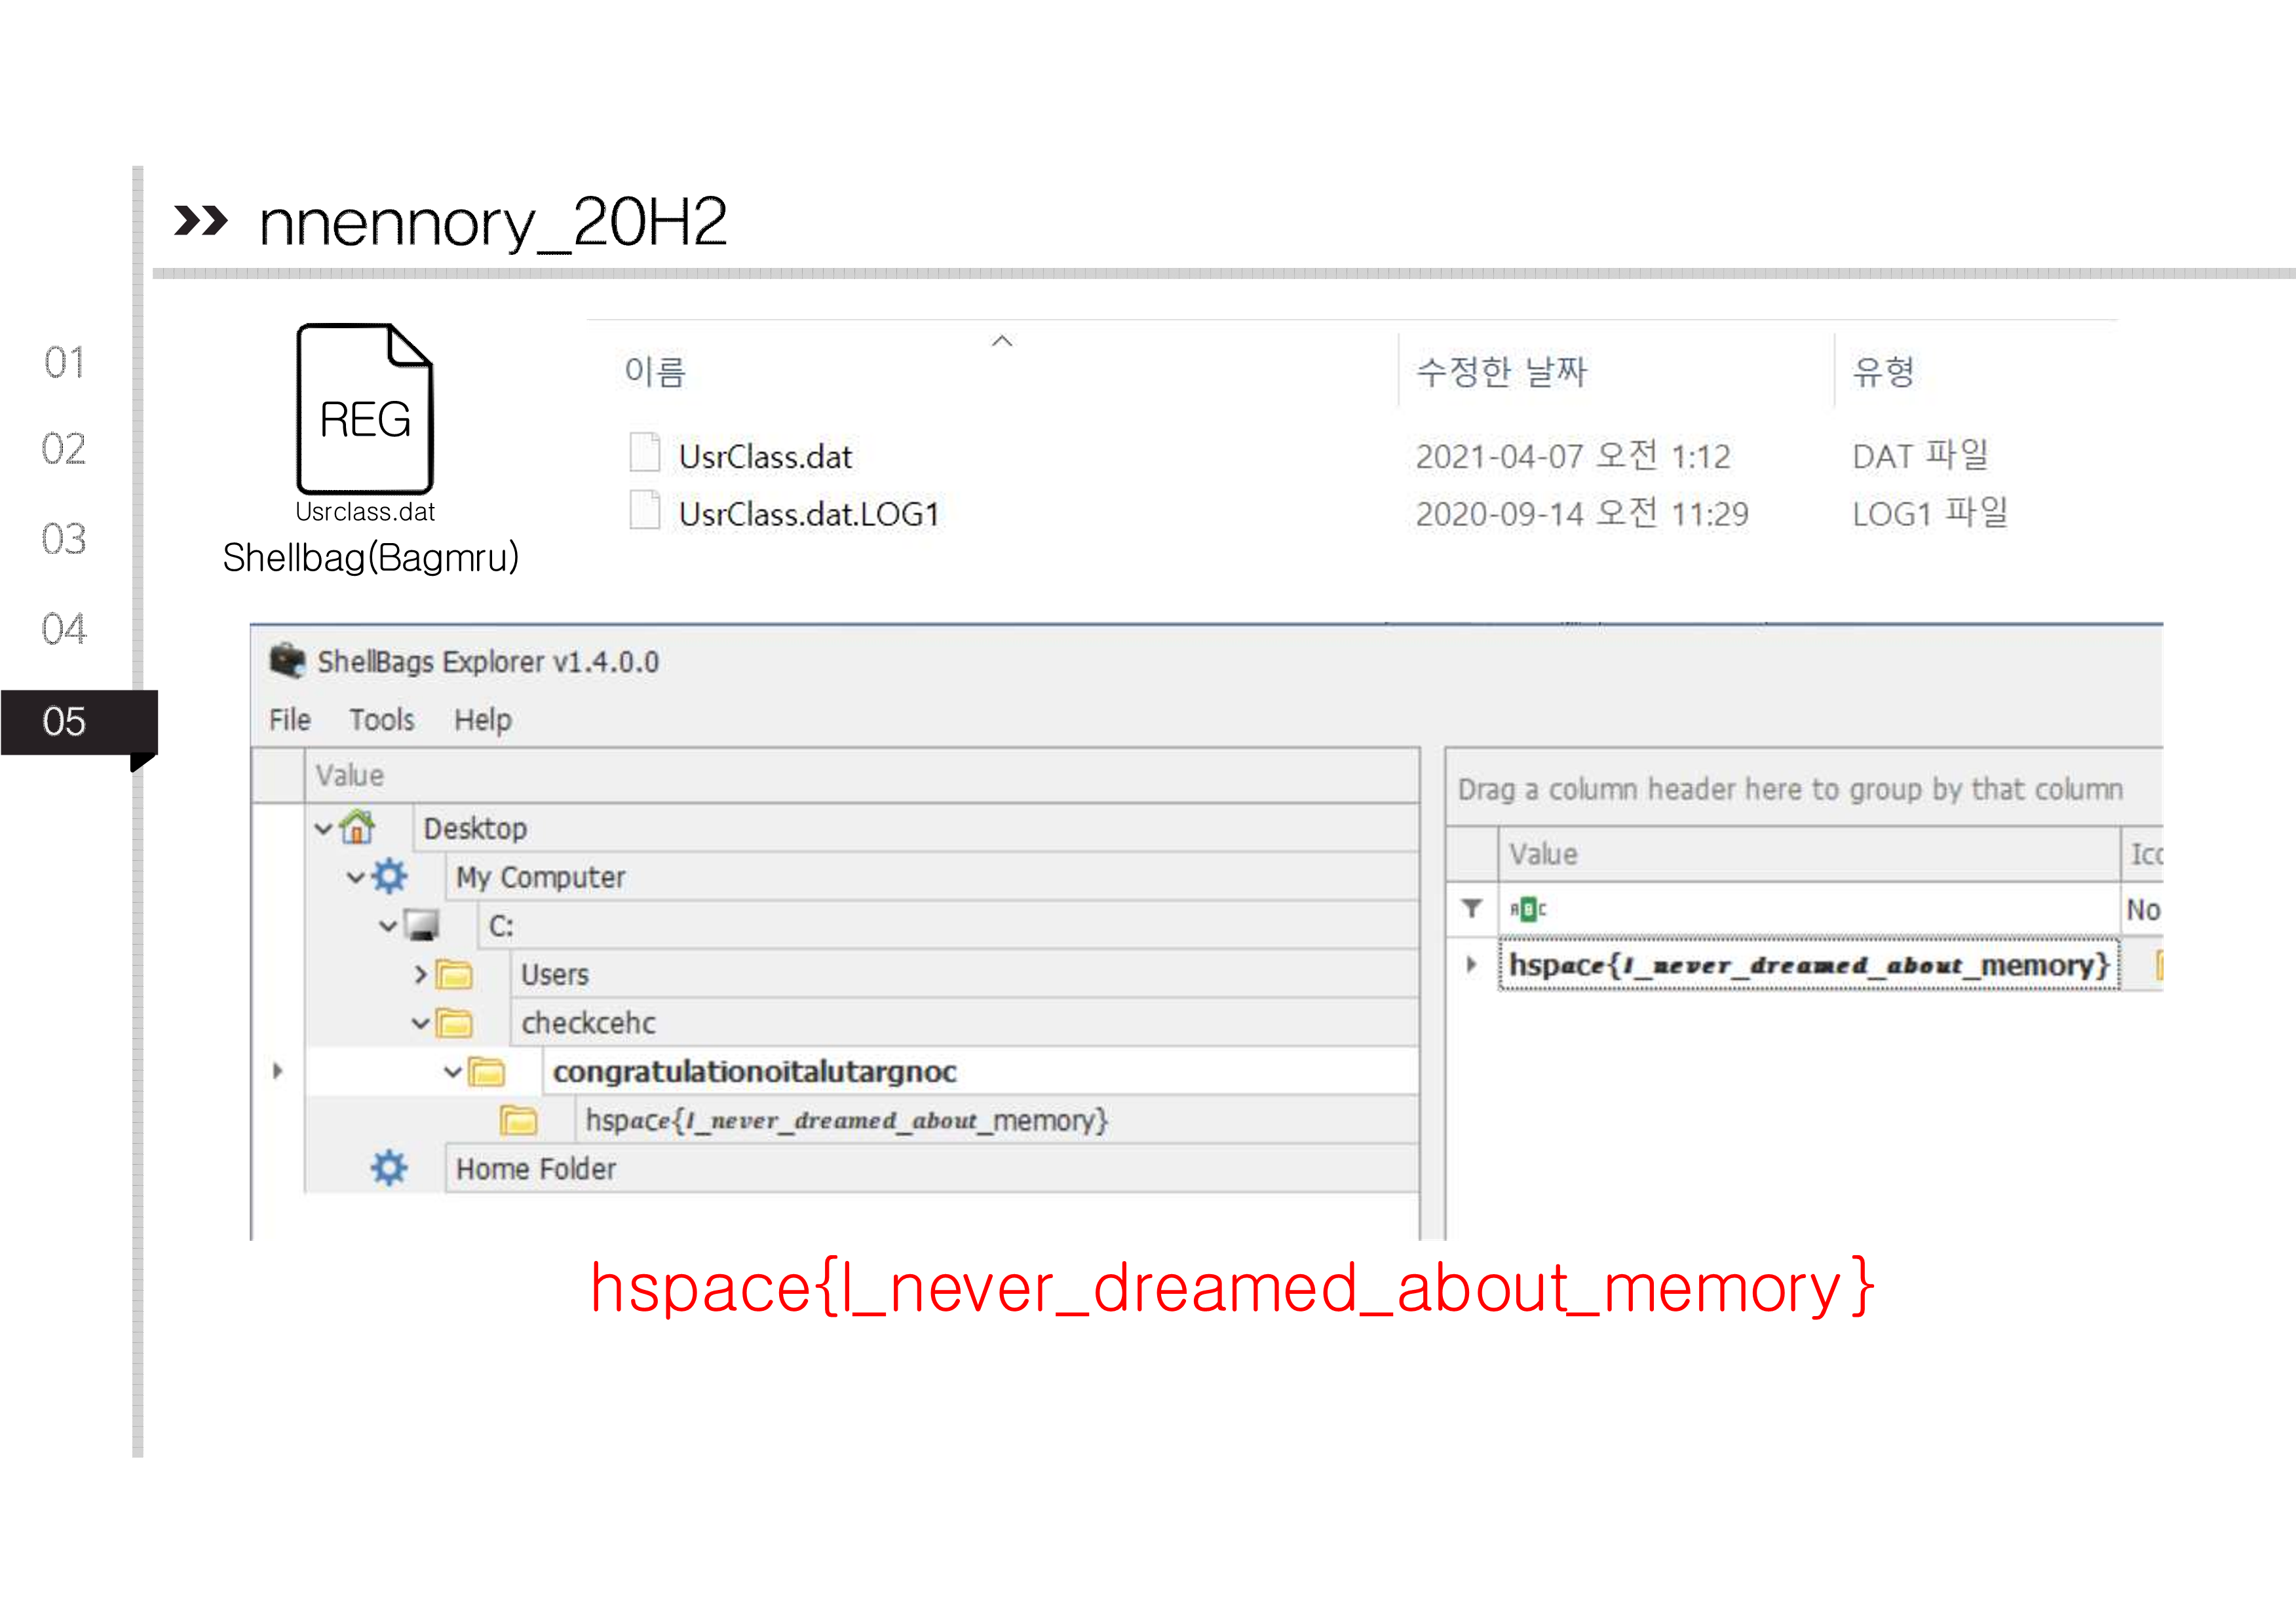 nnennory_20H2
01
02
03
04
05
REG
Usrclass.dat
Shellbag(Bagmru)
이름 수정한 날짜 유형
UsrClass.dat 2021-04-07 오전 1:12 DAT 파일
UsrClass.dat.LOG1 2020-09-14 오전 11:29 LOG1 파일
ShellBags Explorer v1.4.0.0
File Tools Help
Value
Desktop
My Computer
C:
Users
checkcehc
congratulationoitalutargnoc
hspace{I_never_dreamed_about_memory}
Home Folder
Drag a column header here to group by that column
Value
No
hspace{I_never_dreamed_about_memory}
hspace{I_never_dreamed_about_memory}